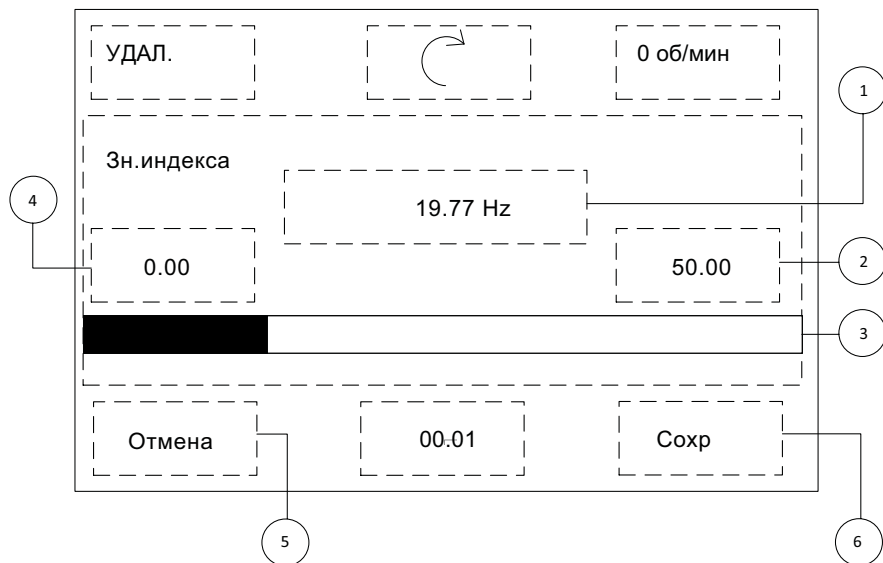 УДАЛ.
0 об/мин
1
Зн.индекса
19.77 Hz
4
0.00
50.00
2
3
Отмена
00.01
Сохр
5
6